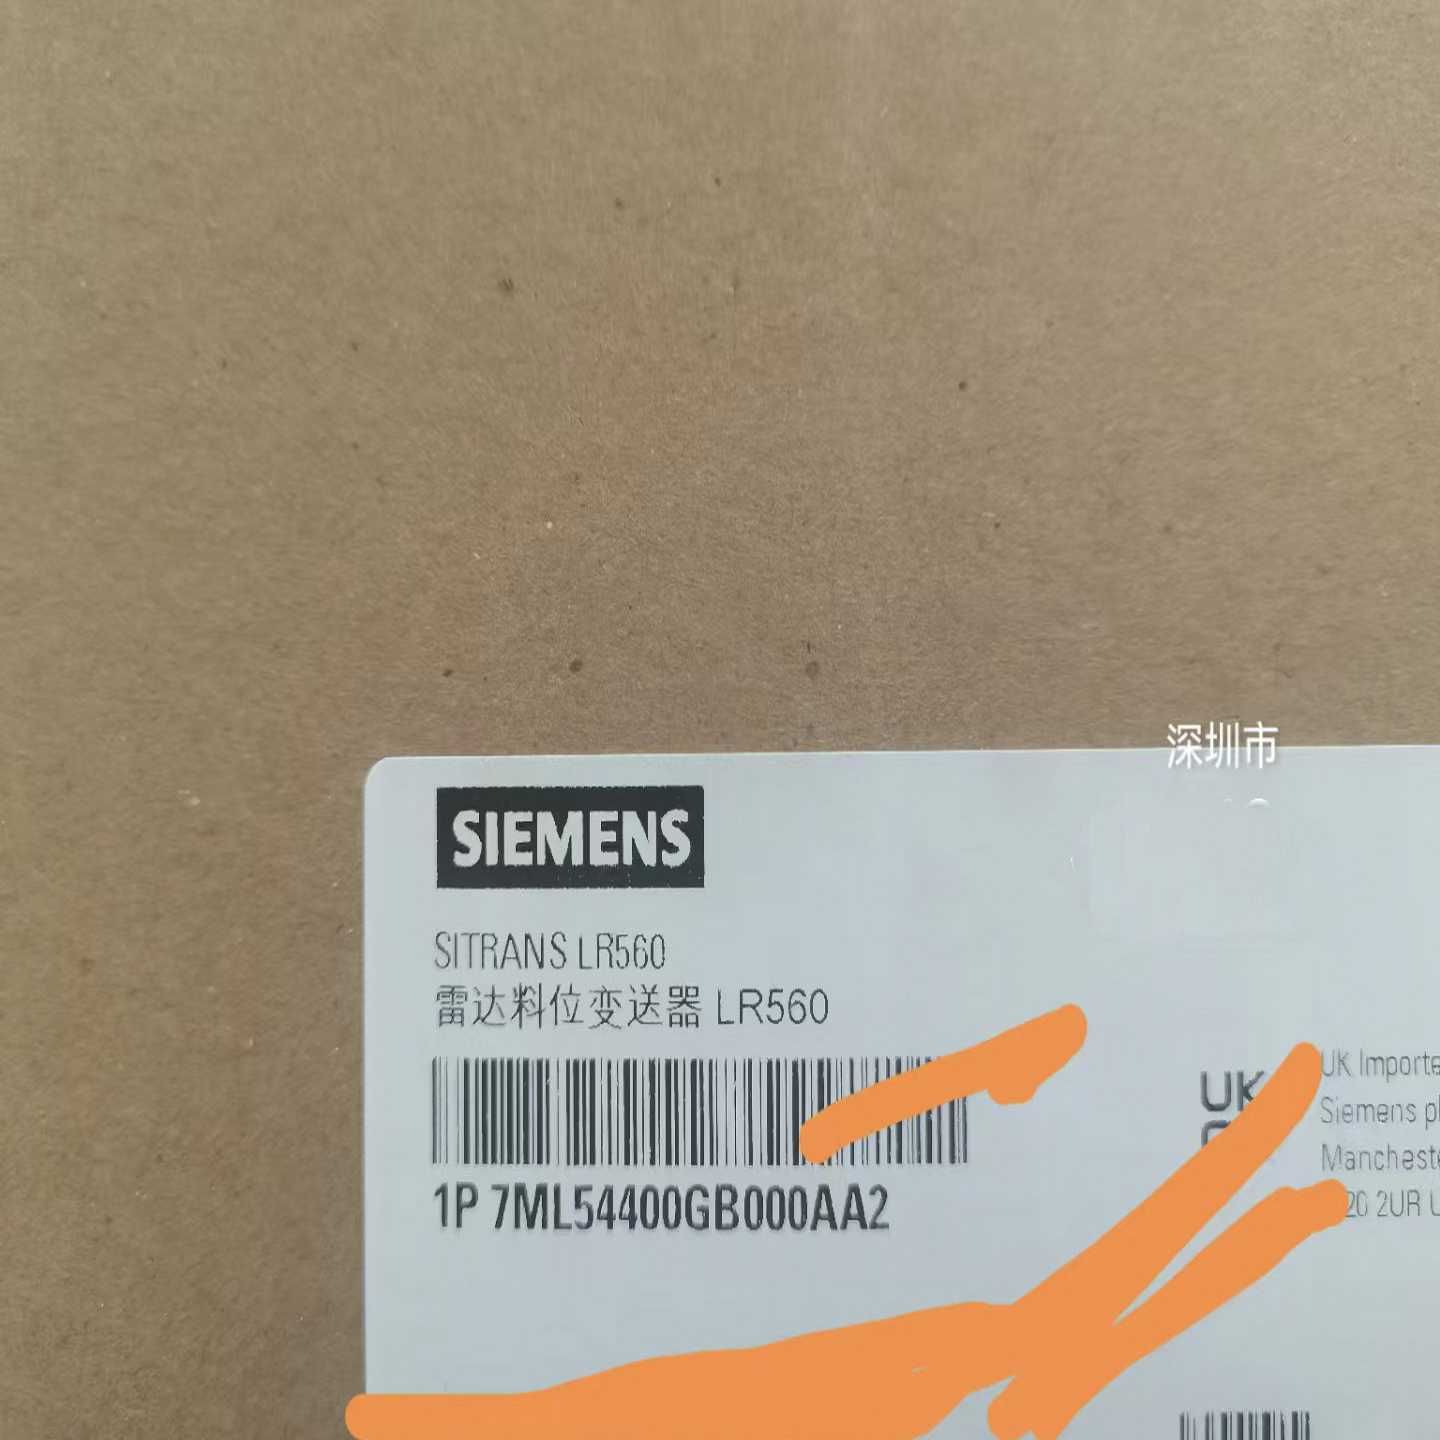 深圳市
SIEMENS
SITRANS LR560
雷达料位变送器 LR560
1P 7ML54400GB000AA2
UK
UK Importe
Siemens pl
Mancheste
20 2UR U